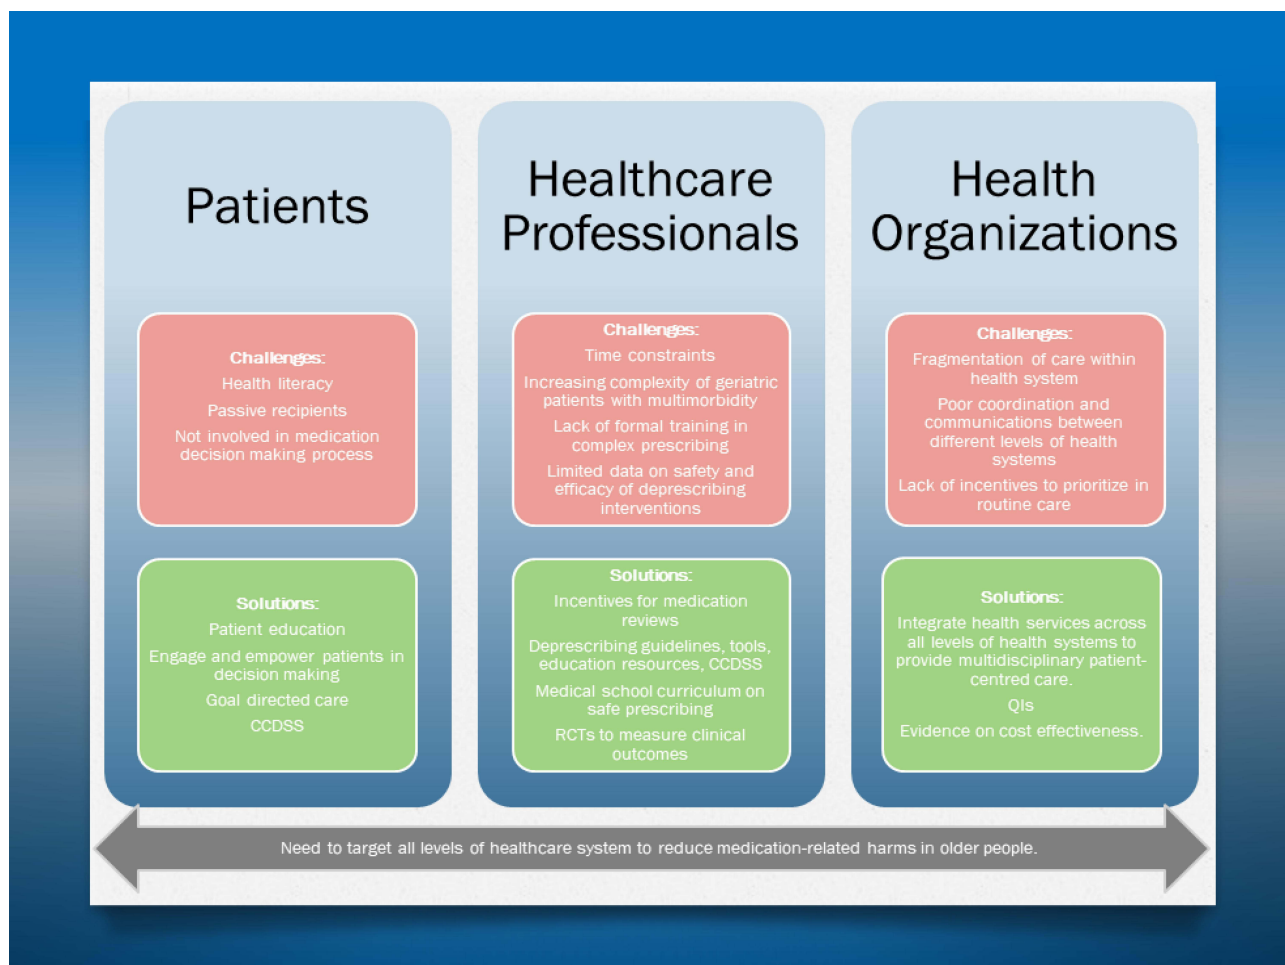 Patients
Challenges:
Health literacy
Passive recipients
Not involved in medication
decision making process
Solutions:
Patient education
Engage and empower patients in
decision making
Goal directed care
CCDSS
Healthcare
Professionals
Challenges:
Time constraints
Increasing complexity of geriatric
patients with multimorbidity
Lack of formal training in
complex prescribing
Limited data on safety and
efficacy of deprescribing
interventions
Solutions:
Incentives for medication
reviews
Deprescribing guidelines, tools,
education resources, CCDSS
Medical school curriculum on
safe prescribing
RCTs to measure clinical
outcomes
Health
Organizations
Challenges:
Fragmentation of care within
health system
Poor coordination and
communications between
different levels of health
systems
Lack of incentives to prioritize in
routine care
Solutions:
Integrate health services across
all levels of health systems to
provide multidisciplinary patient-
centred care.
QIs
Evidence on cost effectiveness.
Need to target all levels of healthcare system to reduce medication-related harms in older people.